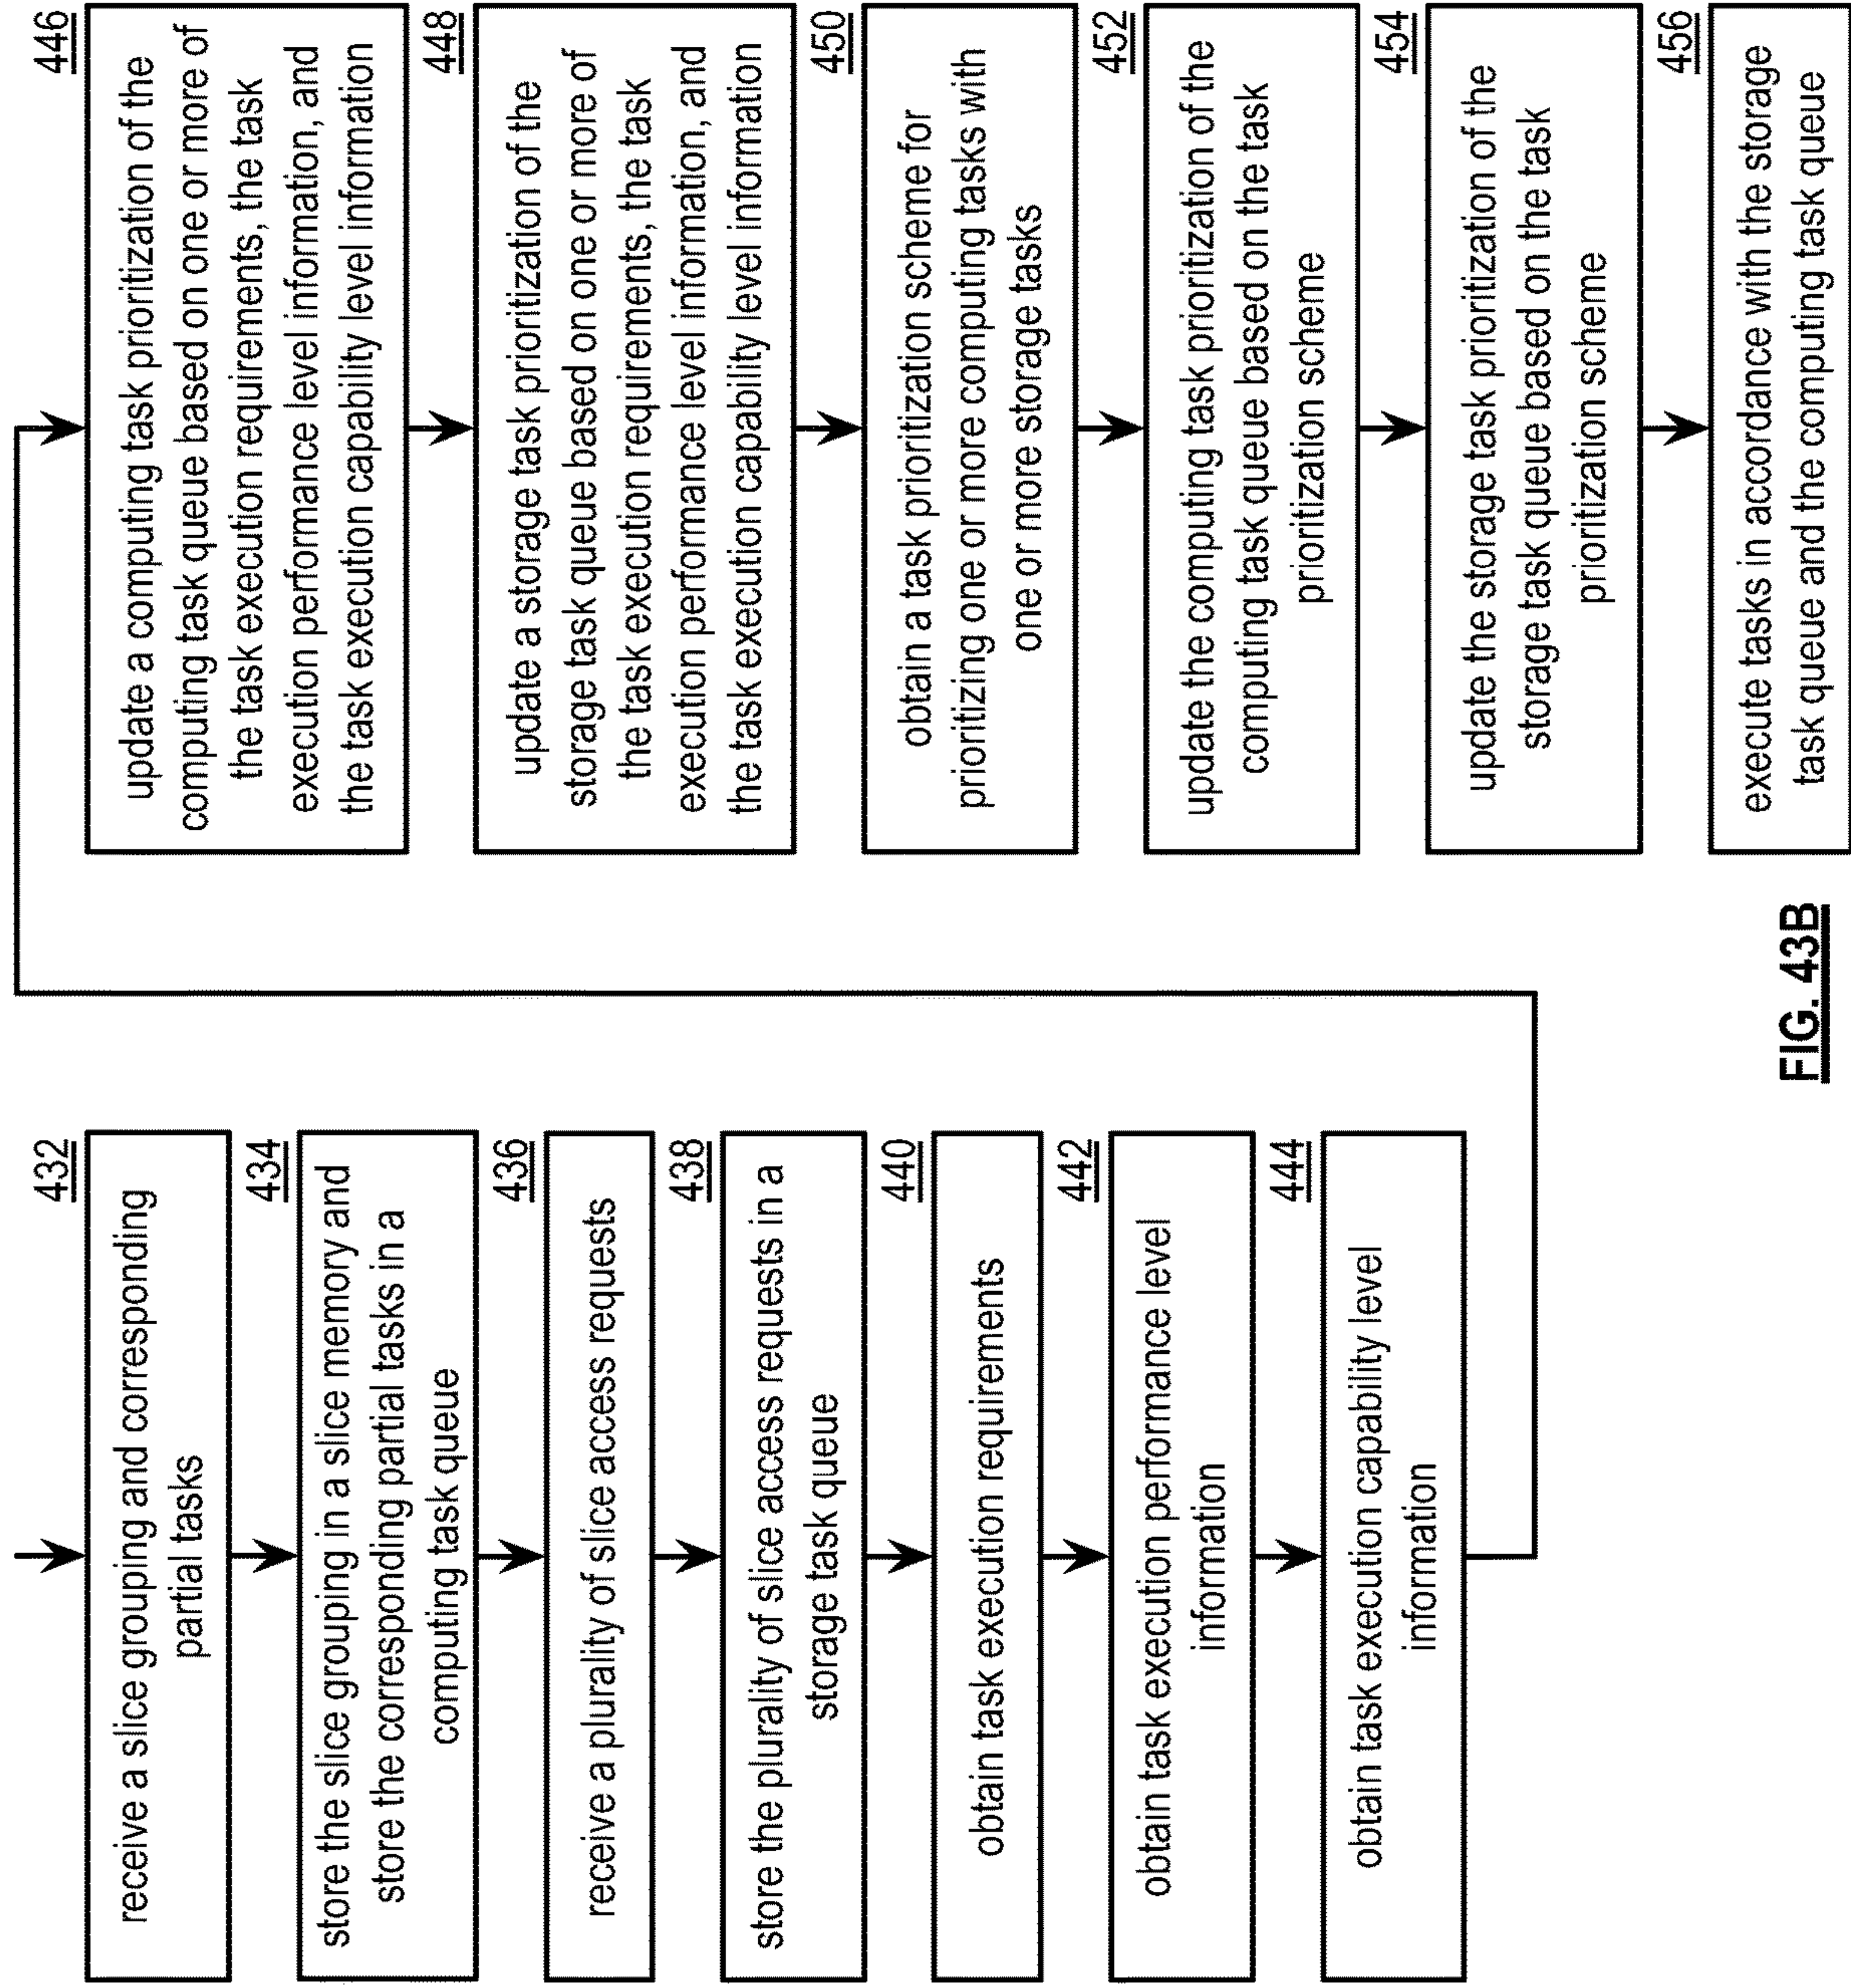 432
receive a slice grouping and corresponding
partial tasks
434
store the slice grouping in a slice memory and
store the corresponding partial tasks in a
computing task queue
436
receive a plurality of slice access requests
438
store the plurality of slice access requests in a
storage task queue
440
obtain task execution requirements
442
obtain task execution performance level
information
444
obtain task execution capability level
information
446
update a computing task prioritization of the
computing task queue based on one or more of
the task execution requirements, the task
execution performance level information, and
the task execution capability level information
448
update a storage task prioritization of the
storage task queue based on one or more of
the task execution requirements, the task
execution performance level information, and
the task execution capability level information
450
obtain a task prioritization scheme for
prioritizing one or more computing tasks with
one or more storage tasks
452
update the computing task prioritization of the
computing task queue based on the task
prioritization scheme
454
update the storage task prioritization of the
storage task queue based on the task
prioritization scheme
456
execute tasks in accordance with the storage
task queue and the computing task queue
FIG. 43B